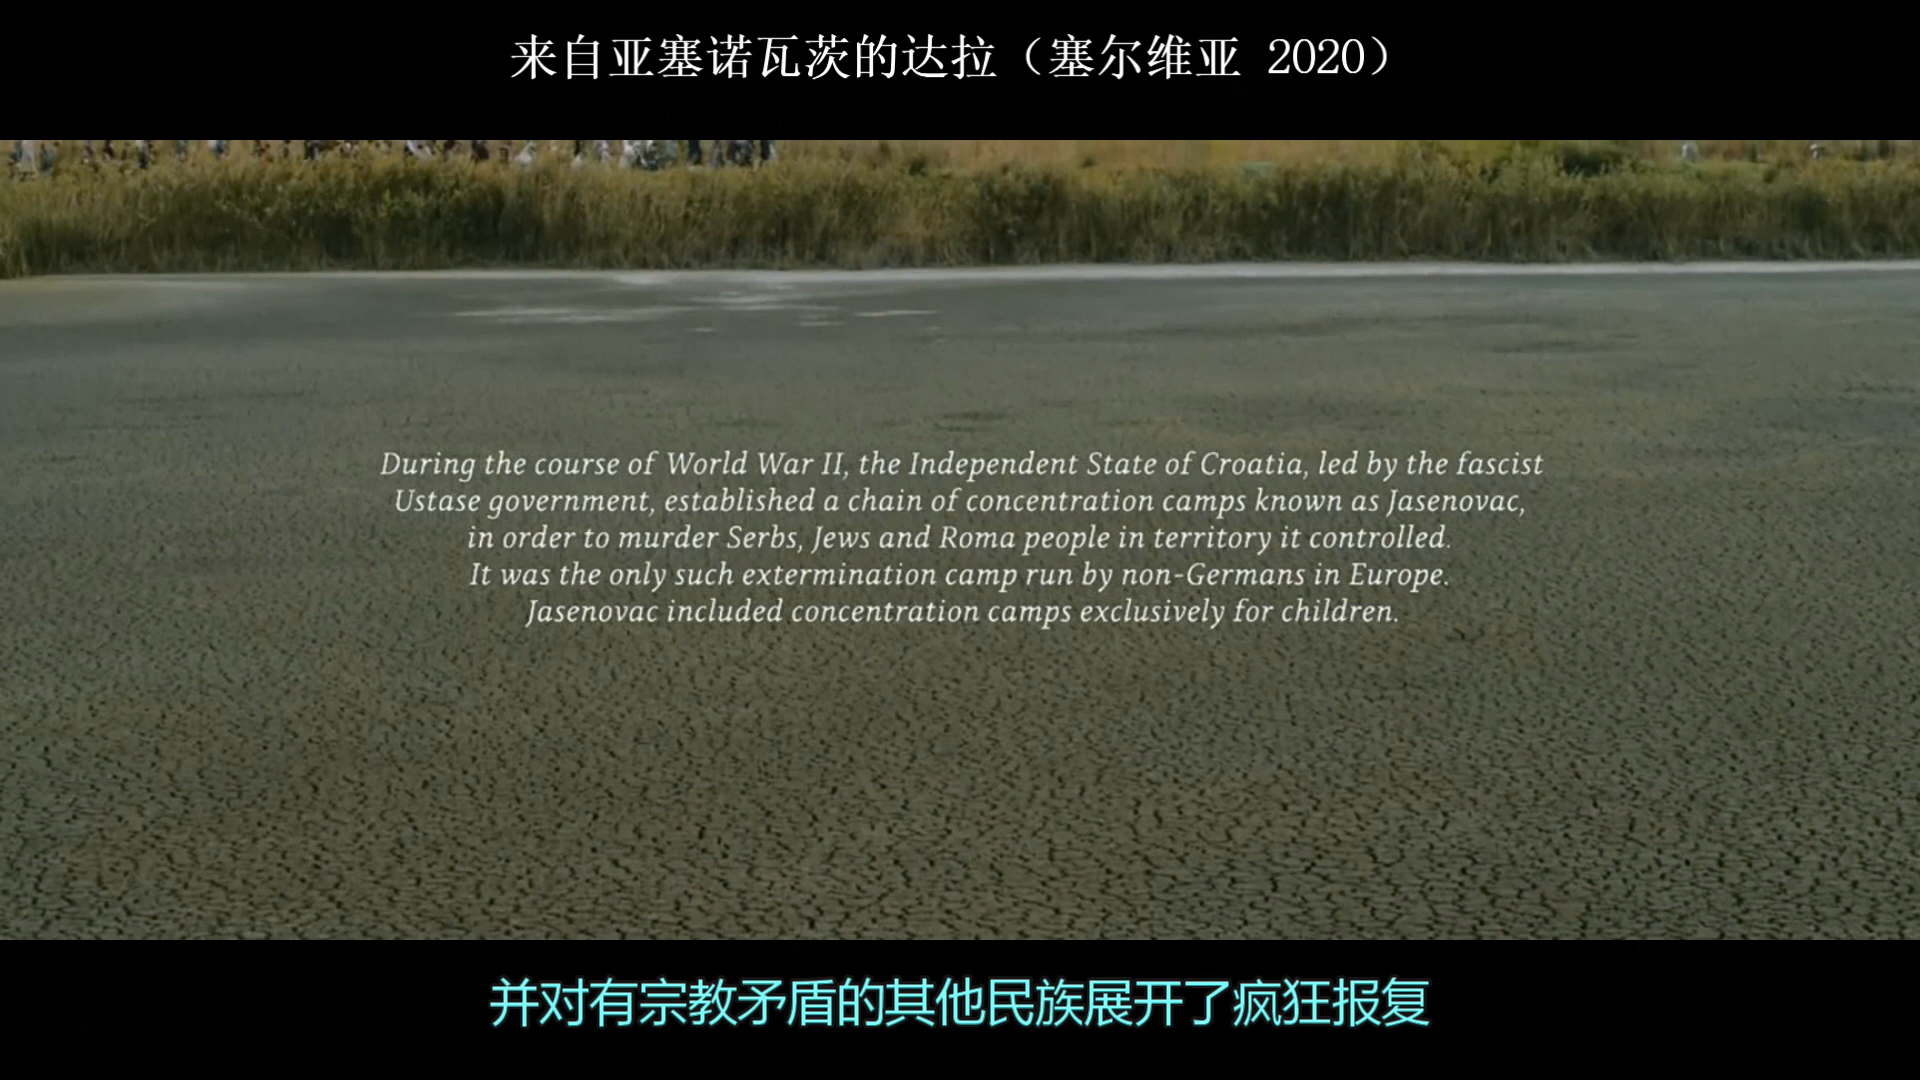 来自亚塞诺瓦茨的达拉（塞尔维亚 2020）
During the course of World War II, the Independent State of Croatia, led by the fascist
Ustase government, established a chain of concentration camps known as Jasenovac,
in order to murder Serbs, Jews and Roma people in territory it controlled.
It was the only such extermination camp run by non-Germans in Europe.
Jasenovac included concentration camps exclusively for children.
并对有宗教矛盾的其他民族展开了疯狂报复